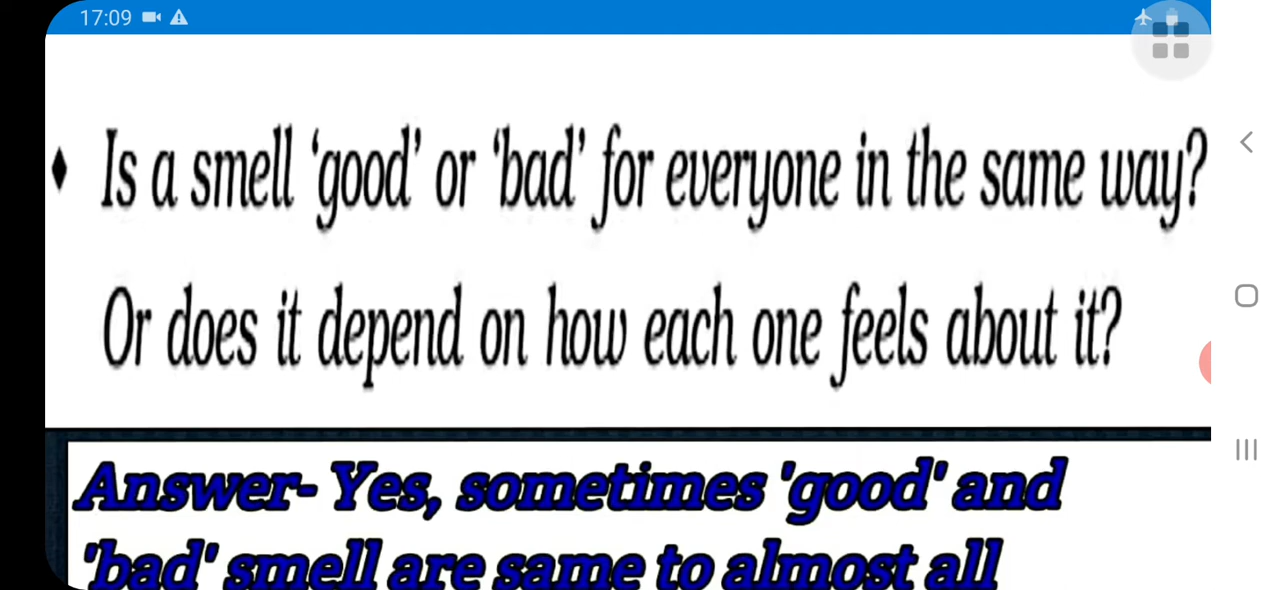 17:09
♦ Is a smell ‘good’ or ‘bad’ for everyone in the same way?
Or does it depend on how each one feels about it?
Answer- Yes, sometimes 'good' and
'bad' smell are same to almost all